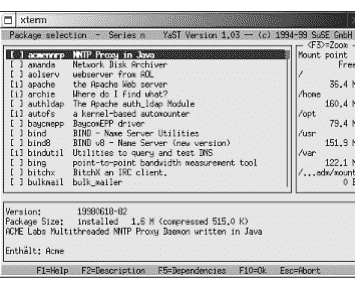 xterm
Package selection - Series n YaST Version 1.03 -- (c) 1994-99 SuSE GmbH
<F3>=Zoom
[ ] acmennrp NNTP Proxy in Java
Mount point
[ ] amanda Network Disk Archiver
Free
[ ] aolserv webserver from AOL
/
[i] apache the Apache Web server
36.4 M
[i] archie Where do I find what?
/home
[ ] authldap The Apache auth_ldap Module
160.4 M
[i] autofs a kernel-based automounter
/opt
[ ] baycmepp BaycomEPP driver
79.4 M
[ ] bind BIND - Name Server Utilities
/usr
[ ] bind8 BIND v8 - Name Server (new version)
151.9 M
[i] bindutil Utilities to query and test DNS
/var
[ ] bing point-to-point bandwidth measurement tool
122.1 M
[ ] bitchx BitchX an IRC client.
/...adm/mount
[ ] bulkmail bulk_mailer
0 B
Version: 19980618-82
Package Size: installed 1.6 M (compressed 515.0 K)
ACME Labs Multithreaded NNTP Proxy Daemon written in Java
Enthält: Acme
F1=Help F2=Description F5=Dependencies F10=Ok Esc=Abort